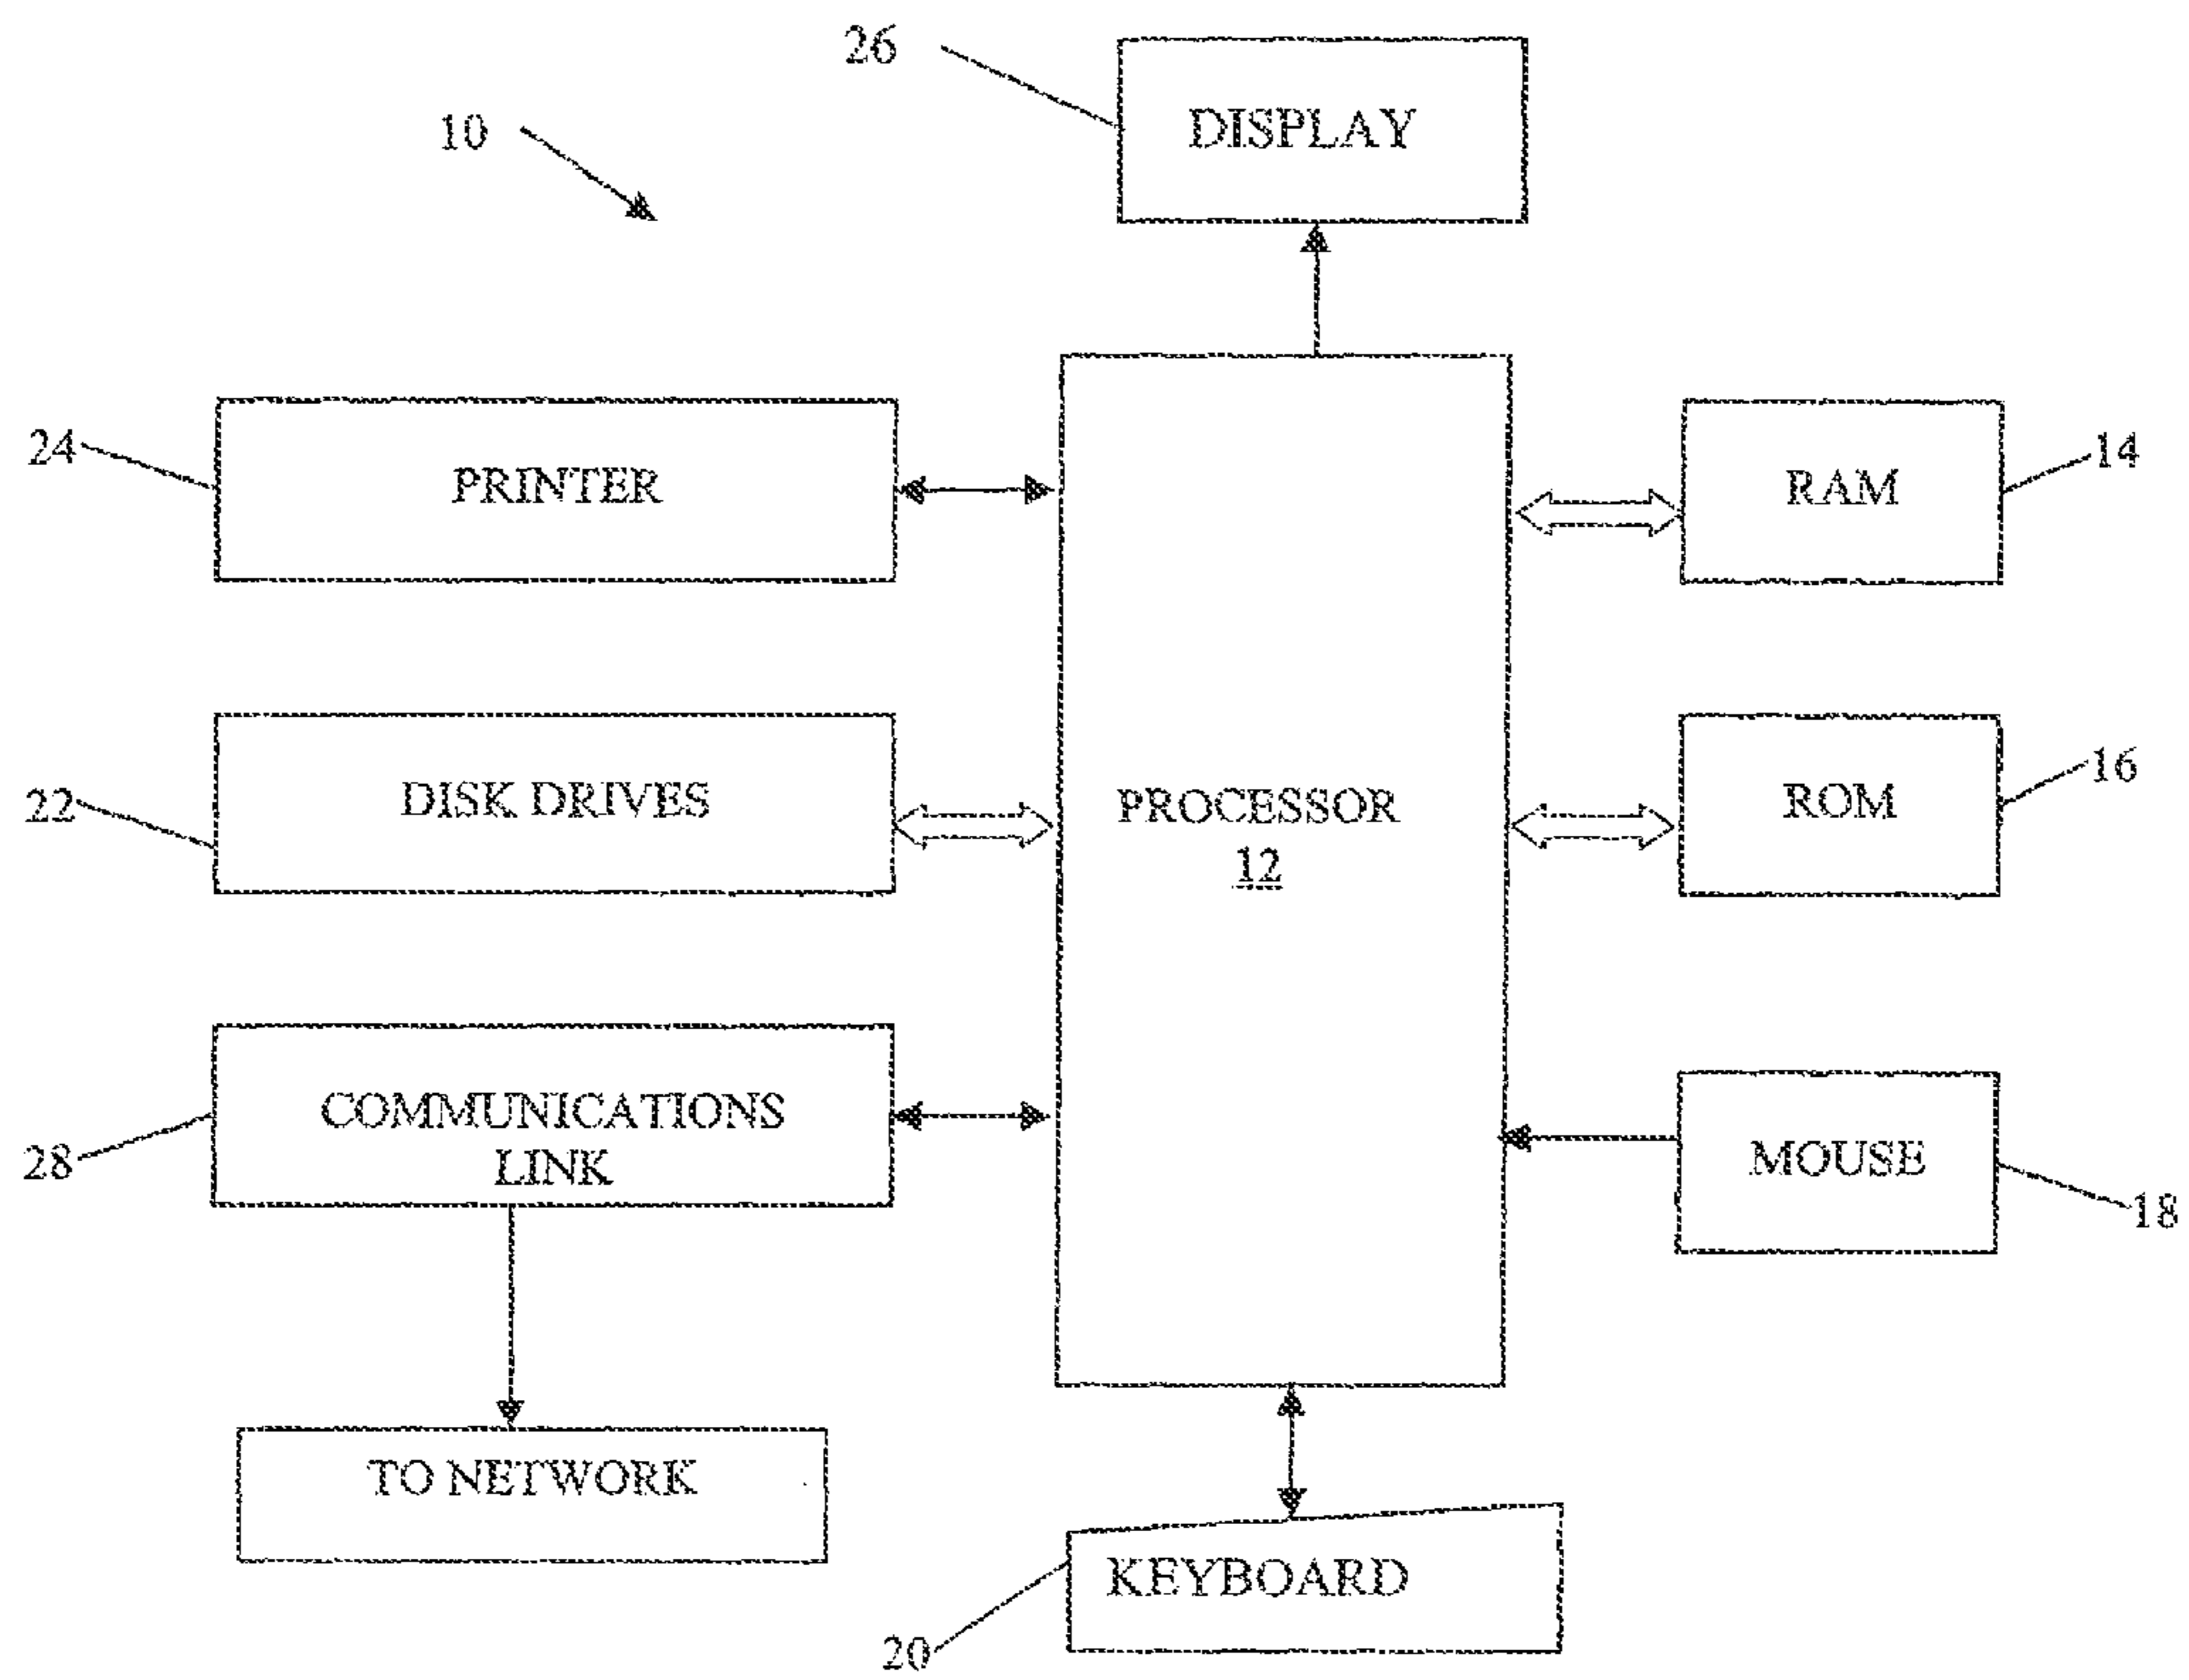 26
DISPLAY
10
24
PRINTER
RAM
14
22
DISK DRIVES
PROCESSOR
12
ROM
16
COMMUNICATIONS
LINK
28
MOUSE
18
TO NETWORK
KEYBOARD
20